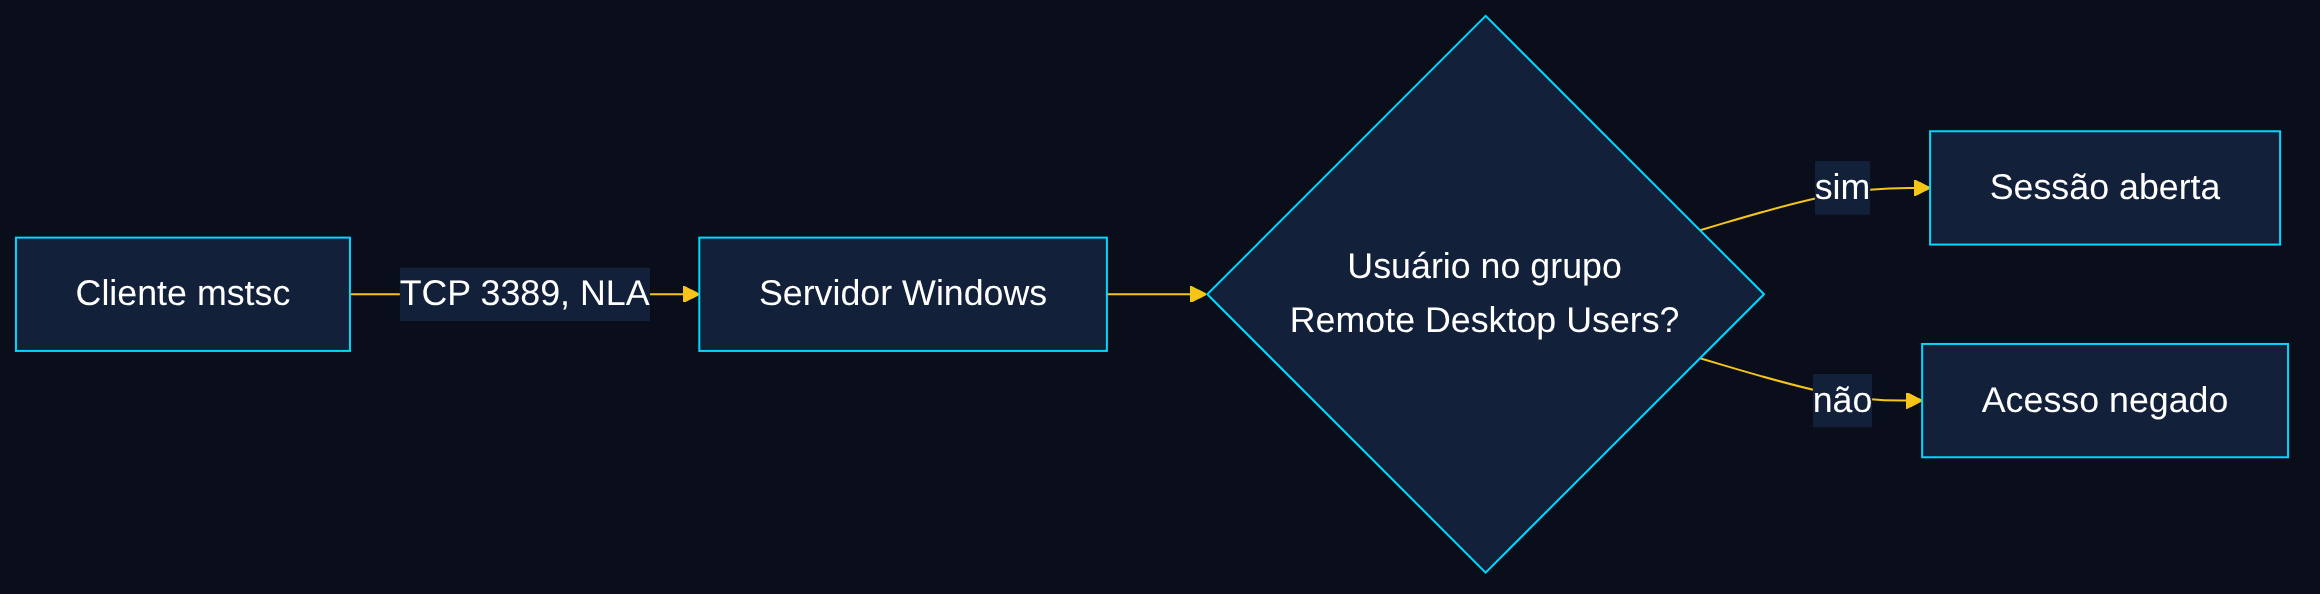 Cliente mstsc
TCP 3389, NLA
Servidor Windows
Usuário no grupo
Remote Desktop Users?
sim
Sessão aberta
não
Acesso negado